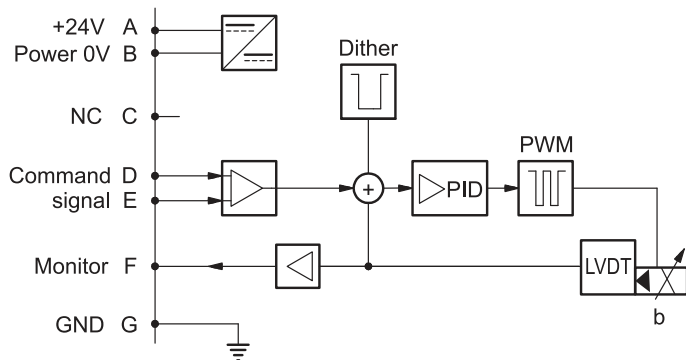 +24V A
Power 0V B
Dither
NC C
PWM
Command D
signal E
+
PID
Monitor F
LVDT
b
GND G